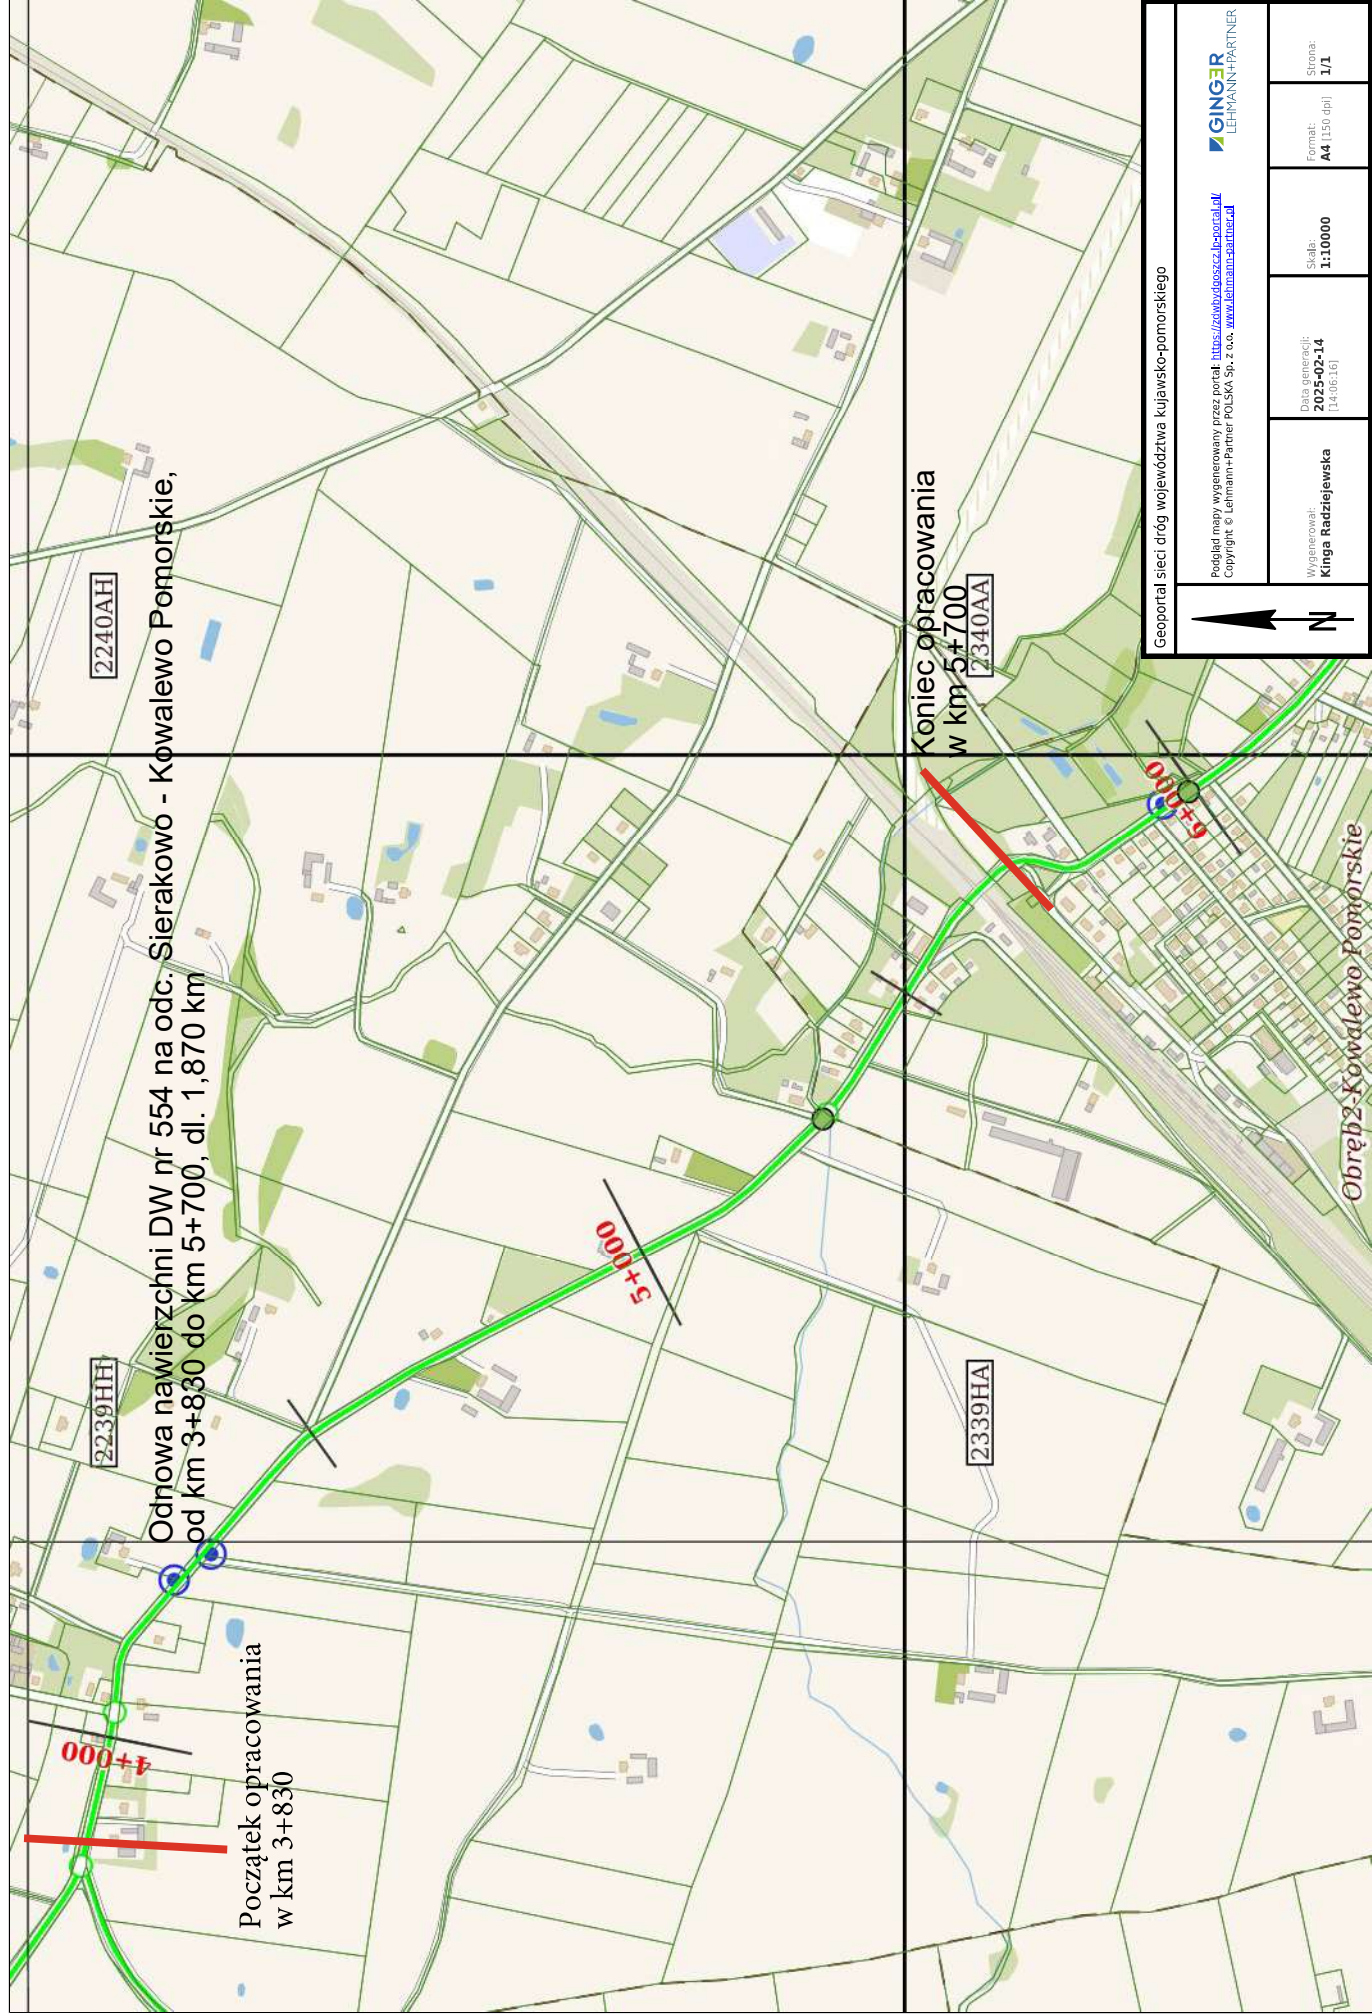 Odnowa nawierzchni DW nr 554 na odc. Sierakowo - Kowalewo Pomorskie,
od km 3+830 do km 5+700, dl. 1,870 km
Początek opracowania
w km 3+830
Koniec opracowania
w km 5+700
2239HH
2240AH
2339HA
2340AA
4+000
5+000
6+000
Obręb2-Kowalewo Pomorskie
Geoportal sieci dróg województwa kujawsko-pomorskiego
Podgląd mapy wygenerowany przez portal: https://zdwbydgoszcz.lp-portal.pl/
Copyright © Lehmann+Partner POLSKA Sp. z o.o. www.lehmann-partner.pl
GINGER
LEHMANN+PARTNER
N
Wygenerował:
Kinga Radziejewska
Data generacji:
2025-02-14
[14:06:16]
Skala:
1:10000
Format:
A4 [150 dpi]
Strona:
1/1